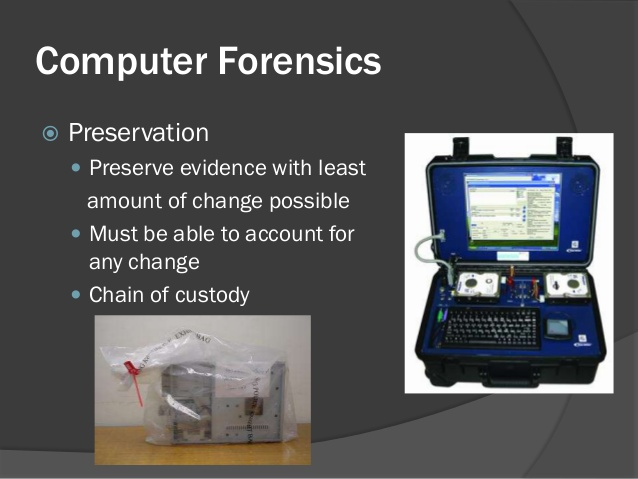 Computer Forensics
Preservation
Preserve evidence with least
amount of change possible
Must be able to account for
any change
Chain of custody